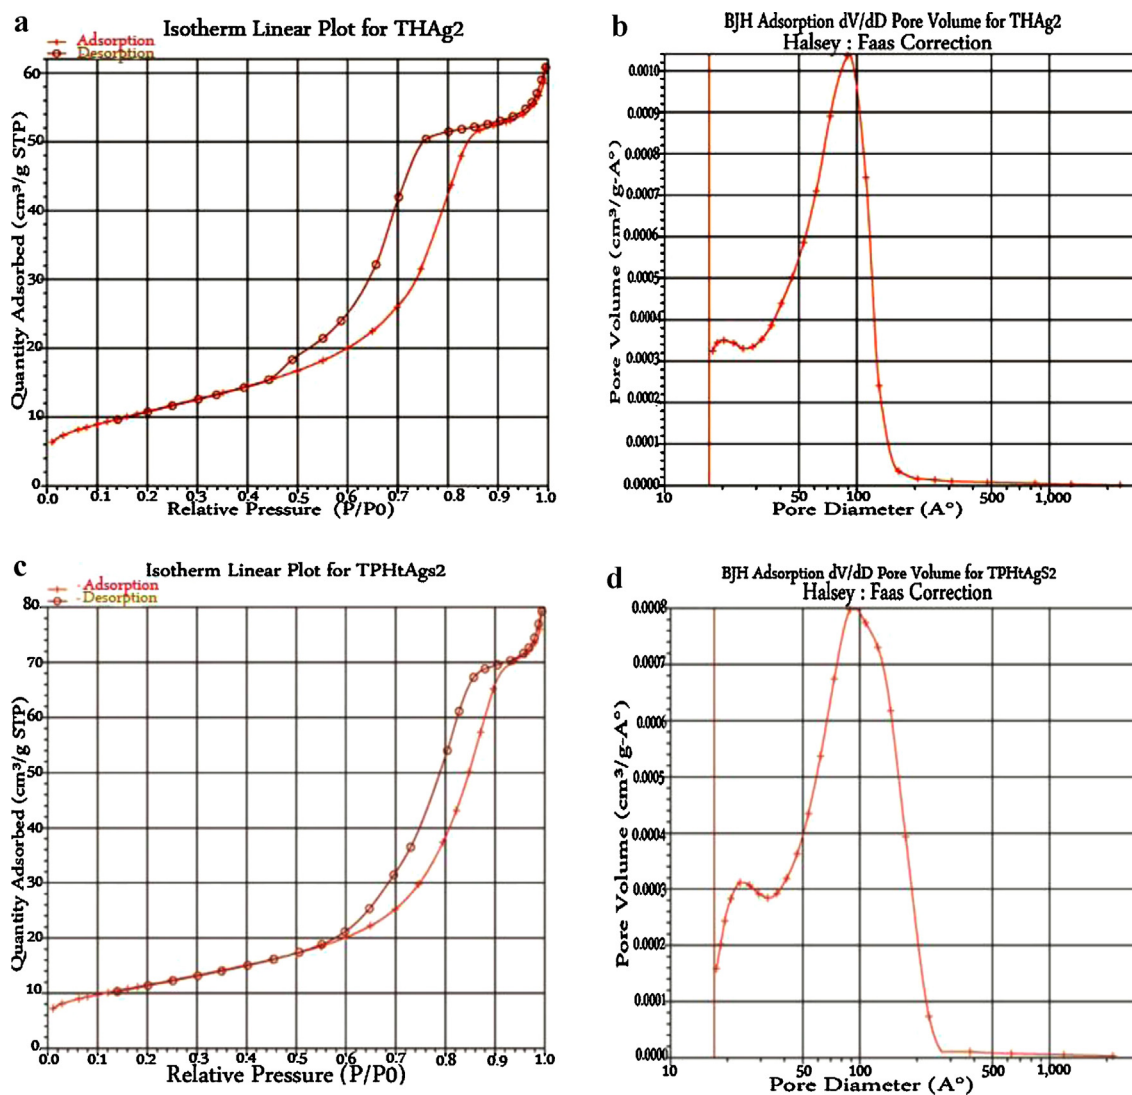 a
Isotherm Linear Plot for THAg2
Adsorption
Desorption
Quantity Adsorbed (cm³/g STP)
60
50
40
30
20
10
0
0.0 0.1 0.2 0.3 0.4 0.5 0.6 0.7 0.8 0.9 1.0
Relative Pressure (P/P0)
b
BJH Adsorption dV/dD Pore Volume for THAg2
Halsey : Faas Correction
Pore Volume (cm³/g-A°)
0.0010
0.0009
0.0008
0.0007
0.0006
0.0005
0.0004
0.0003
0.0002
0.0001
0.0000
10 50 100 500 1,000
Pore Diameter (A°)
c
Isotherm Linear Plot for TPHtAgs2
Adsorption
Desorption
Quantity Adsorbed (cm³/g STP)
80
70
60
50
40
30
20
10
0
0.0 0.1 0.2 0.3 0.4 0.5 0.6 0.7 0.8 0.9 1.0
Relative Pressure (P/P0)
d
BJH Adsorption dV/dD Pore Volume for TPHtAgS2
Halsey : Faas Correction
Pore Volume (cm³/g-A°)
0.0008
0.0007
0.0006
0.0005
0.0004
0.0003
0.0002
0.0001
0.0000
10 50 100 500 1,000
Pore Diameter (A°)